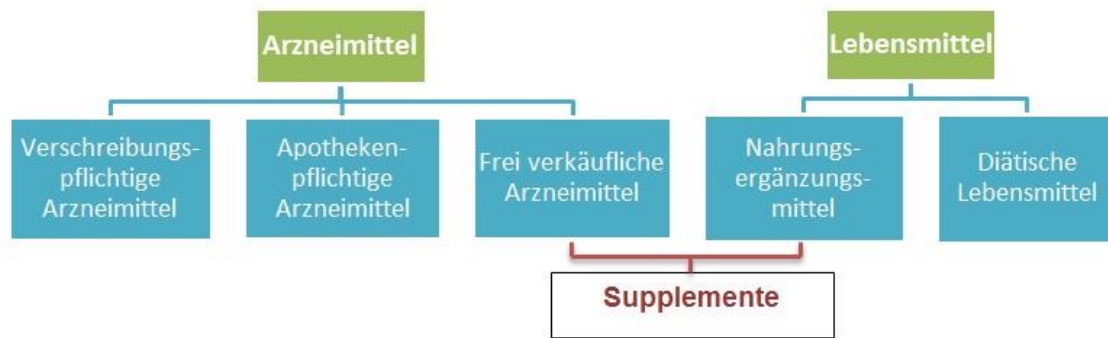 Arzneimittel
Lebensmittel
Verschreibungs-
pflichtige
Arzneimittel
Apotheken-
pflichtige
Arzneimittel
Frei verkäufliche
Arzneimittel
Nahrungs-
ergänzungs-
mittel
Diätische
Lebensmittel
Supplemente